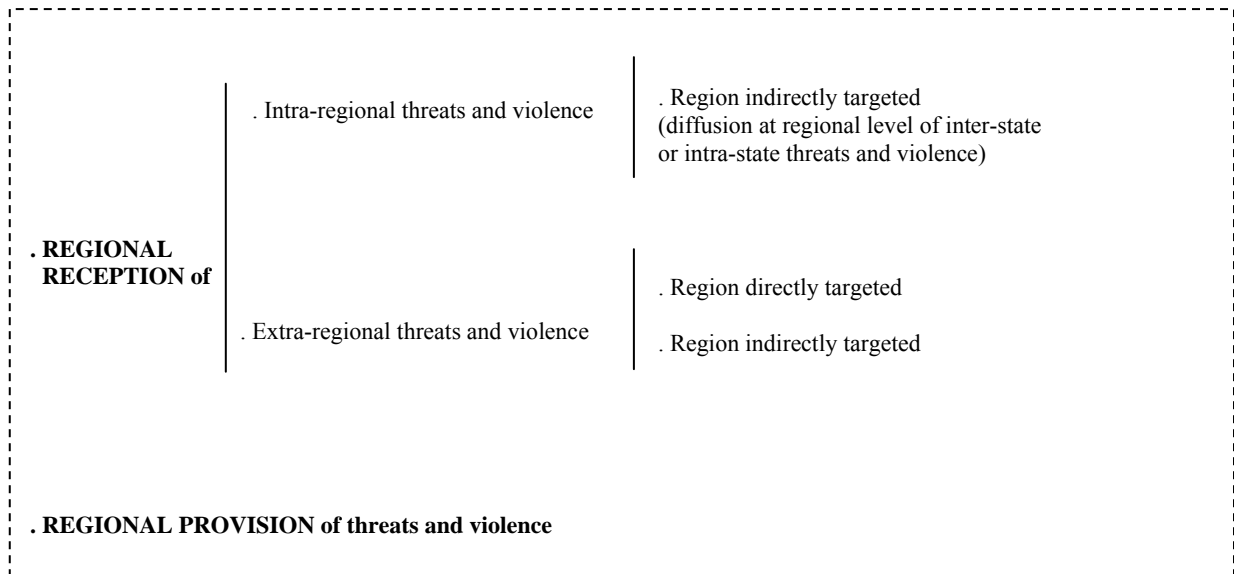 . Intra-regional threats and violence
. Region indirectly targeted
(diffusion at regional level of inter-state
or intra-state threats and violence)
. REGIONAL
RECEPTION of
. Extra-regional threats and violence
. Region directly targeted
. Region indirectly targeted
. REGIONAL PROVISION of threats and violence